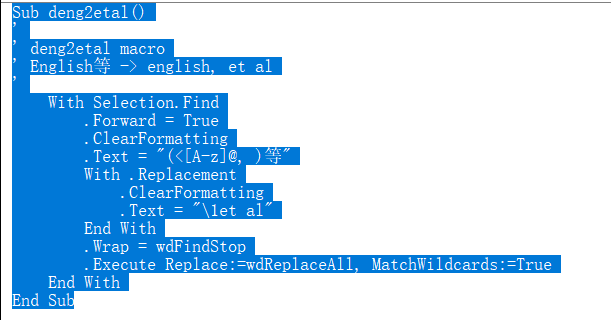 Sub deng2etal()
'
' deng2etal macro
' English等 -> english, et al
'
    With Selection.Find
        .Forward = True
        .ClearFormatting
        .Text = "(<[A-z]@, )等"
        With .Replacement
            .ClearFormatting
            .Text = "\1et al"
        End With
        .Wrap = wdFindStop
        .Execute Replace:=wdReplaceAll, MatchWildcards:=True
    End With
End Sub